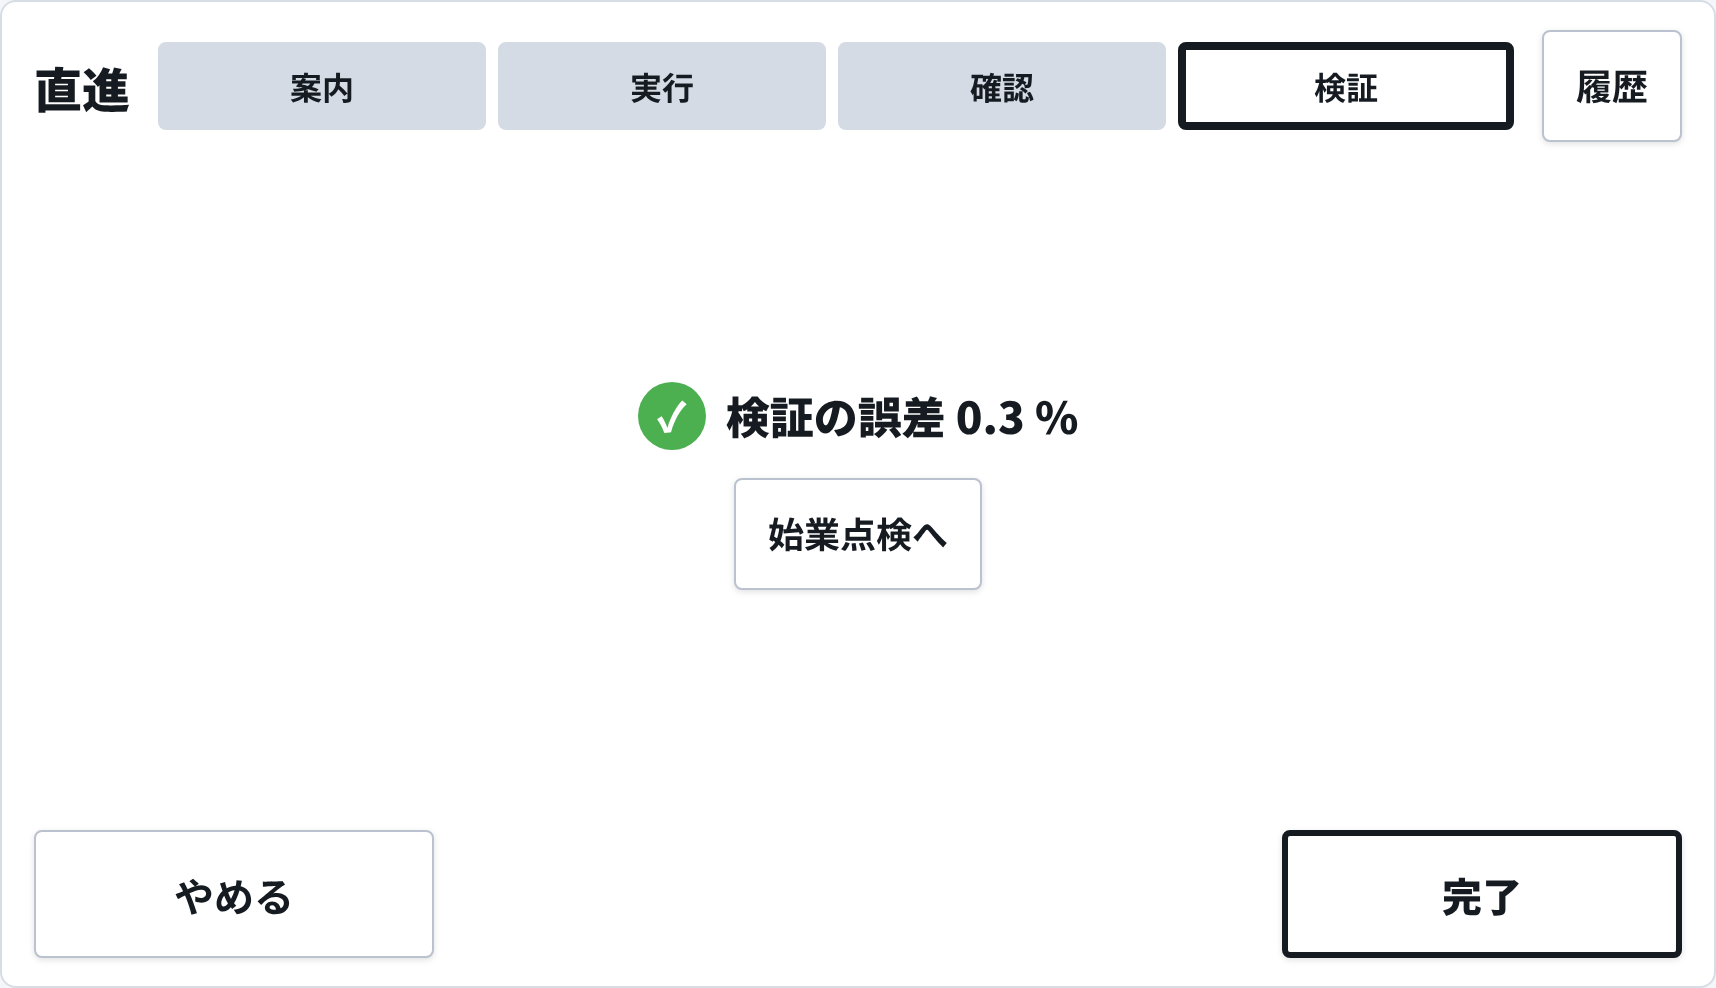 直進
案内
実行
確認
検証
履歴
検証の誤差 0.3 %
始業点検へ
やめる
完了